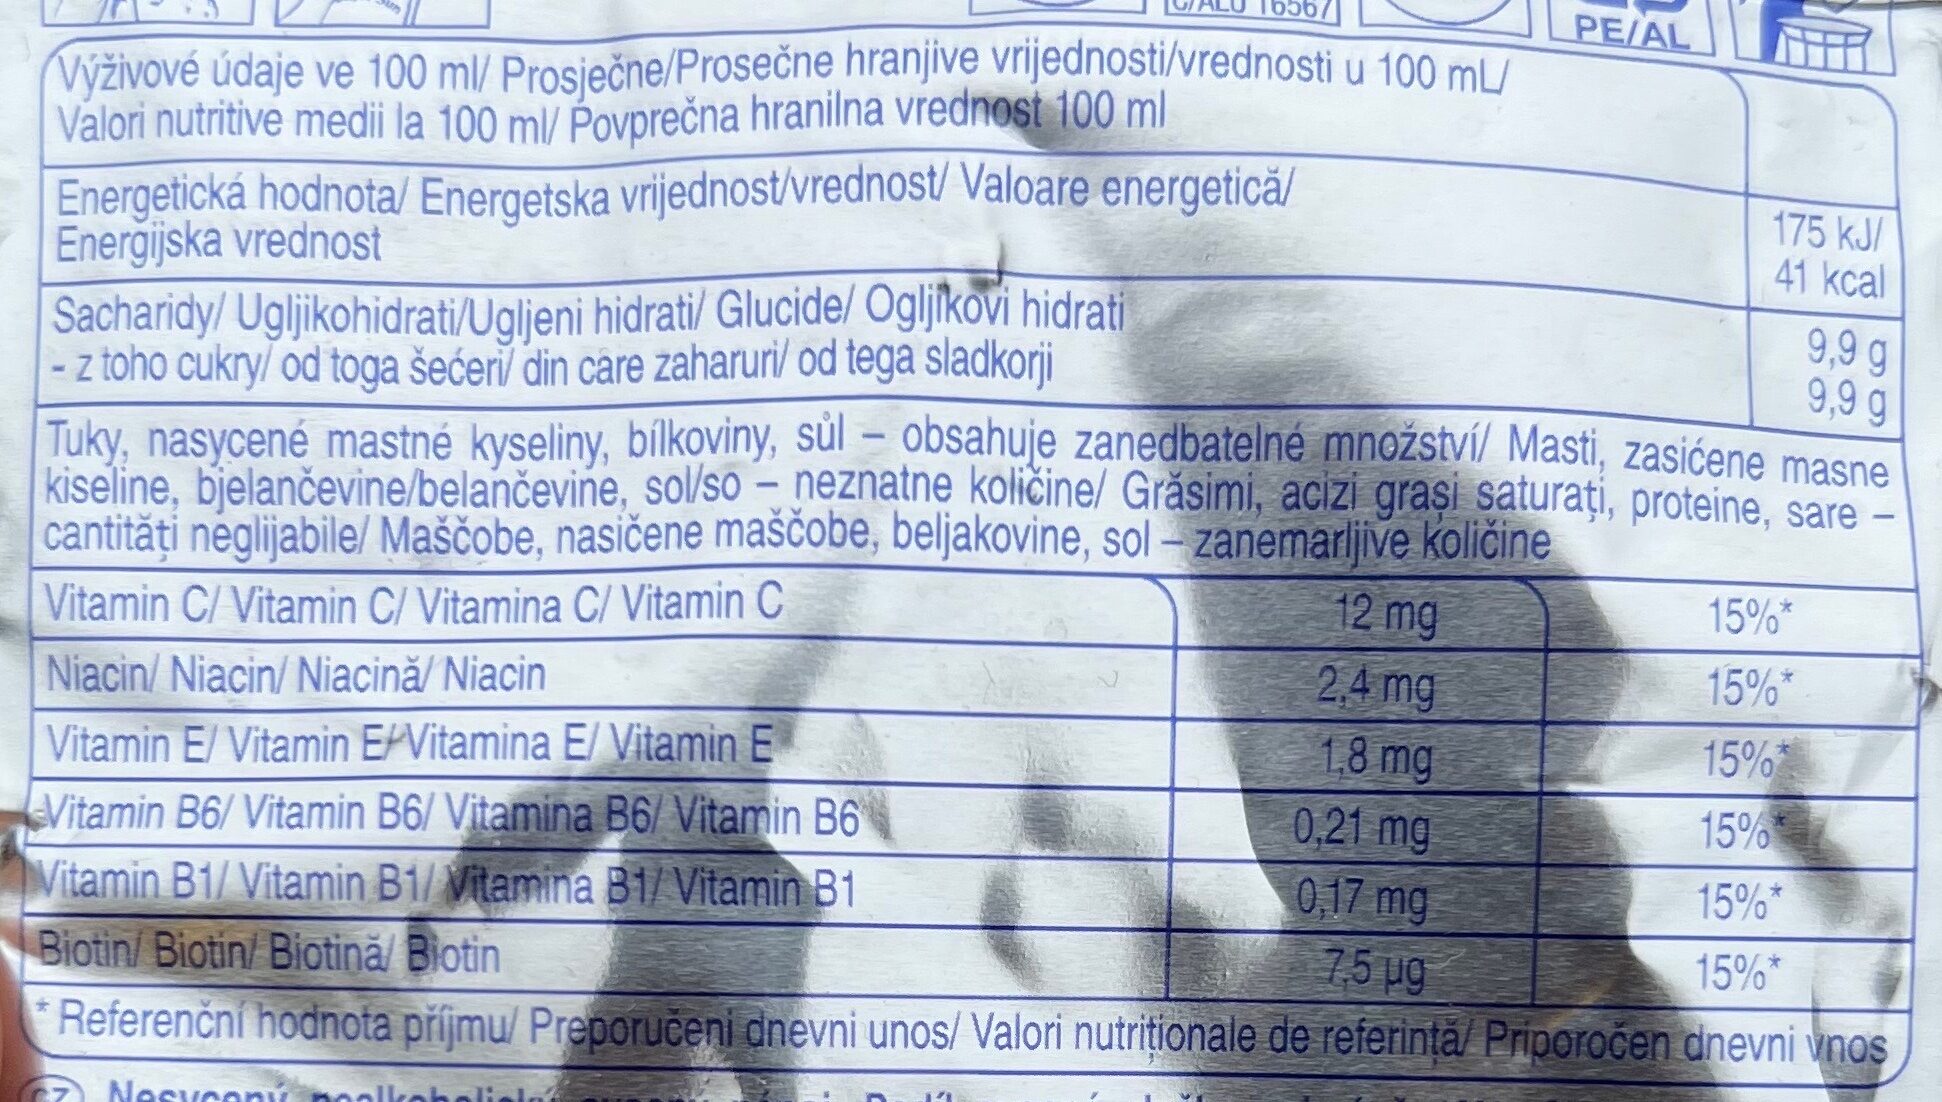 C/ALU 16567
PE/AL
Výživové údaje ve 100 ml/ Prosječne/Prosečne hranjive vrijednosti/vrednosti u 100 mL/
Valori nutritive medii la 100 ml/ Povprečna hranilna vrednost 100 ml
Energetická hodnota/ Energetska vrijednost/vrednost/ Valoare energetică/
Energijska vrednost
175 kJ/
41 kcal
Sacharidy/ Ugljikohidrati/Ugljeni hidrati/ Glucide/ Ogljikovi hidrati
9,9 g
- z toho cukry/ od toga šećeri/ din care zaharuri/ od tega sladkorji
9,9 g
Tuky, nasycené mastné kyseliny, bílkoviny, sůl – obsahuje zanedbatelné množství/ Masti, zasićene masne
kiseline, bjelančevine/belančevine, sol/so – neznatne količine/ Grăsimi, acizi grași saturați, proteine, sare –
cantități neglijabile/ Maščobe, nasičene maščobe, beljakovine, sol – zanemarljive količine
Vitamin C/ Vitamin C/ Vitamina C/ Vitamin C 12 mg 15%*
Niacin/ Niacin/ Niacină/ Niacin 2,4 mg 15%*
Vitamin E/ Vitamin E/ Vitamina E/ Vitamin E 1,8 mg 15%*
Vitamin B6/ Vitamin B6/ Vitamina B6/ Vitamin B6 0,21 mg 15%*
Vitamin B1/ Vitamin B1/ Vitamina B1/ Vitamin B1 0,17 mg 15%*
Biotin/ Biotin/ Biotină/ Biotin 7,5 µg 15%*
* Referenční hodnota příjmu/ Preporučeni dnevni unos/ Valori nutriționale de referință/ Priporočen dnevni vnos
CZ Nesycený nealkoholický